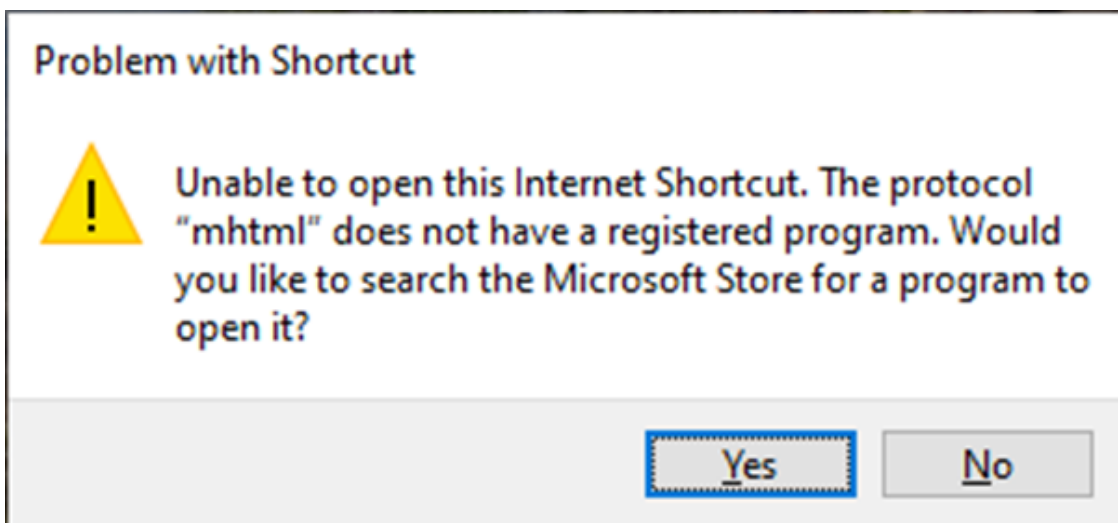 Problem with Shortcut
!
Unable to open this Internet Shortcut. The protocol
“mhtml” does not have a registered program. Would
you like to search the Microsoft Store for a program to
open it?
Yes
No